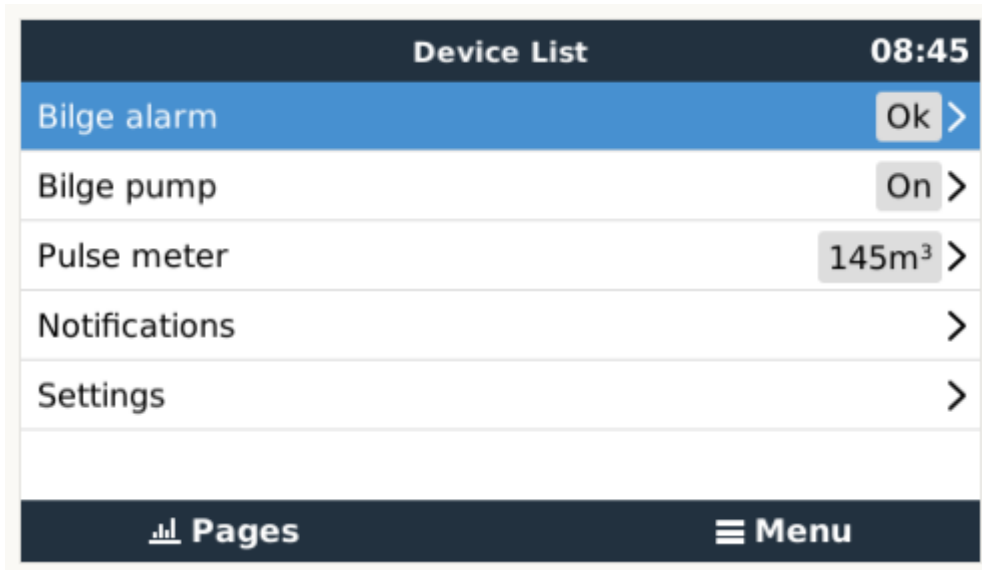 Device List 08:45
Bilge alarm Ok
Bilge pump On
Pulse meter 145m³
Notifications
Settings
Pages Menu